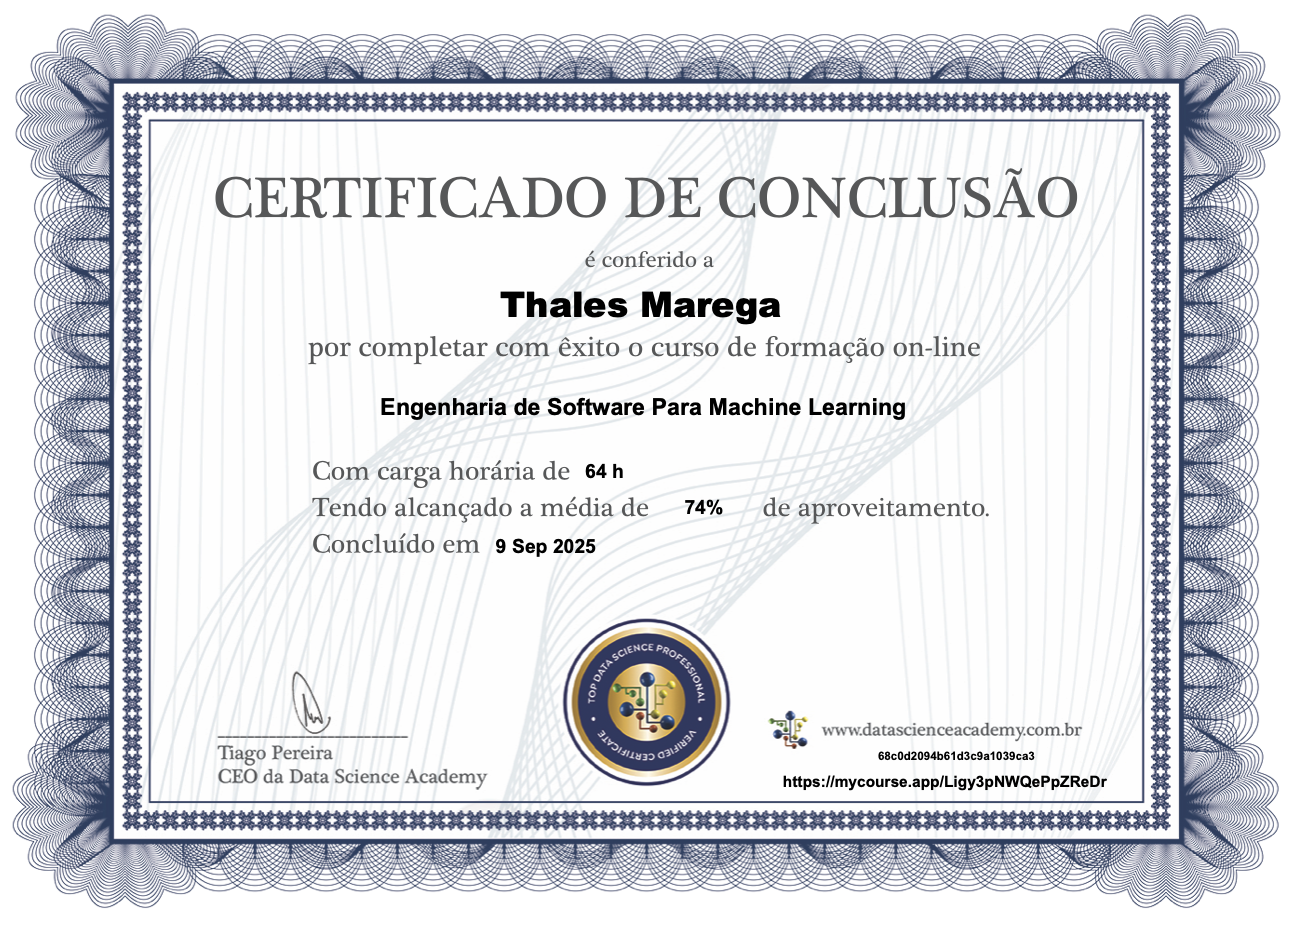 CERTIFICADO DE CONCLUSÃO
é conferido a
Thales Marega
por completar com êxito o curso de formação on-line
Engenharia de Software Para Machine Learning
Com carga horária de 64 h
Tendo alcançado a média de 74% de aproveitamento.
Concluído em 9 Sep 2025
TOP DATA SCIENCE PROFESSIONAL
VERIFIED CERTIFICATE
Tiago Pereira
CEO da Data Science Academy
www.datascienceacademy.com.br
68c0d2094b61d3c9a1039ca3
https://mycourse.app/Ligy3pNWQePpZReDr